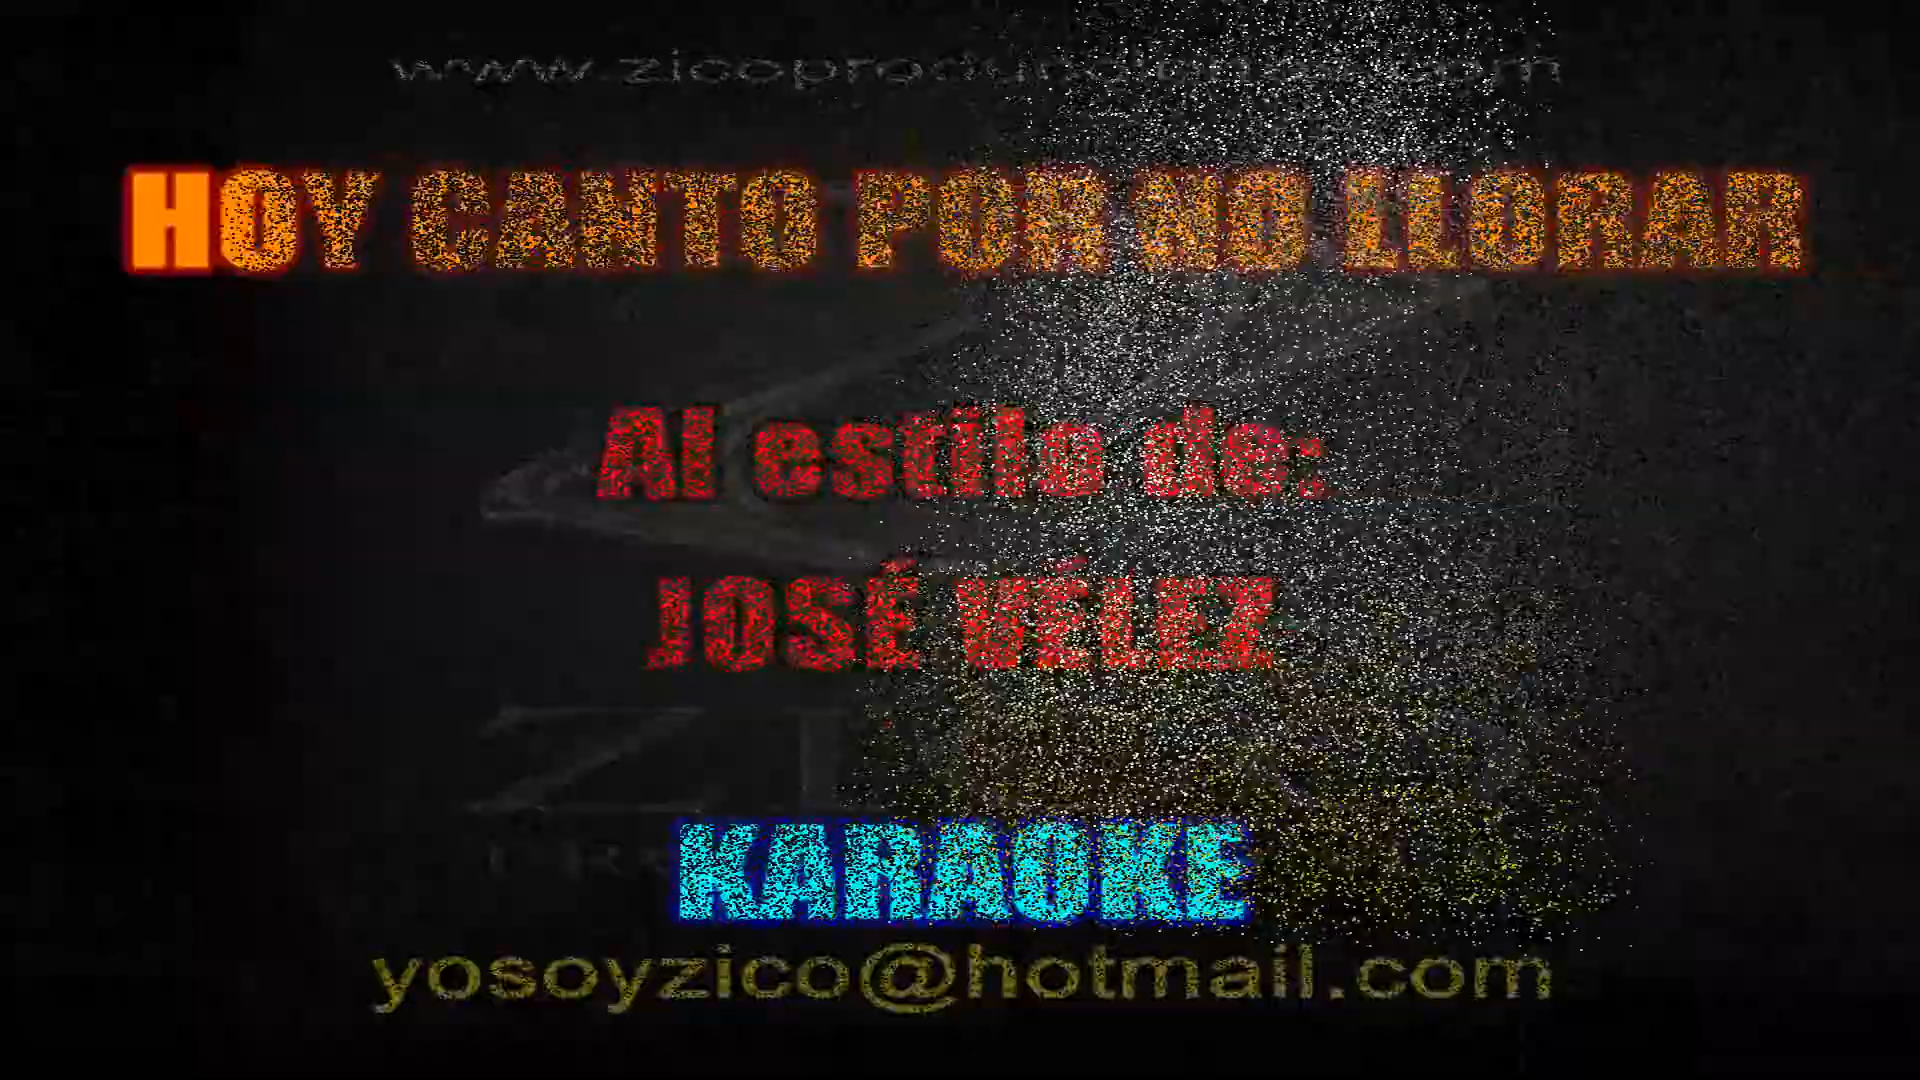 HOY CANTO POR NO LLORAR
Al estilo de:
JOSÉ VÉLEZ
KARAOKE
yosoyzico@hotmail.com